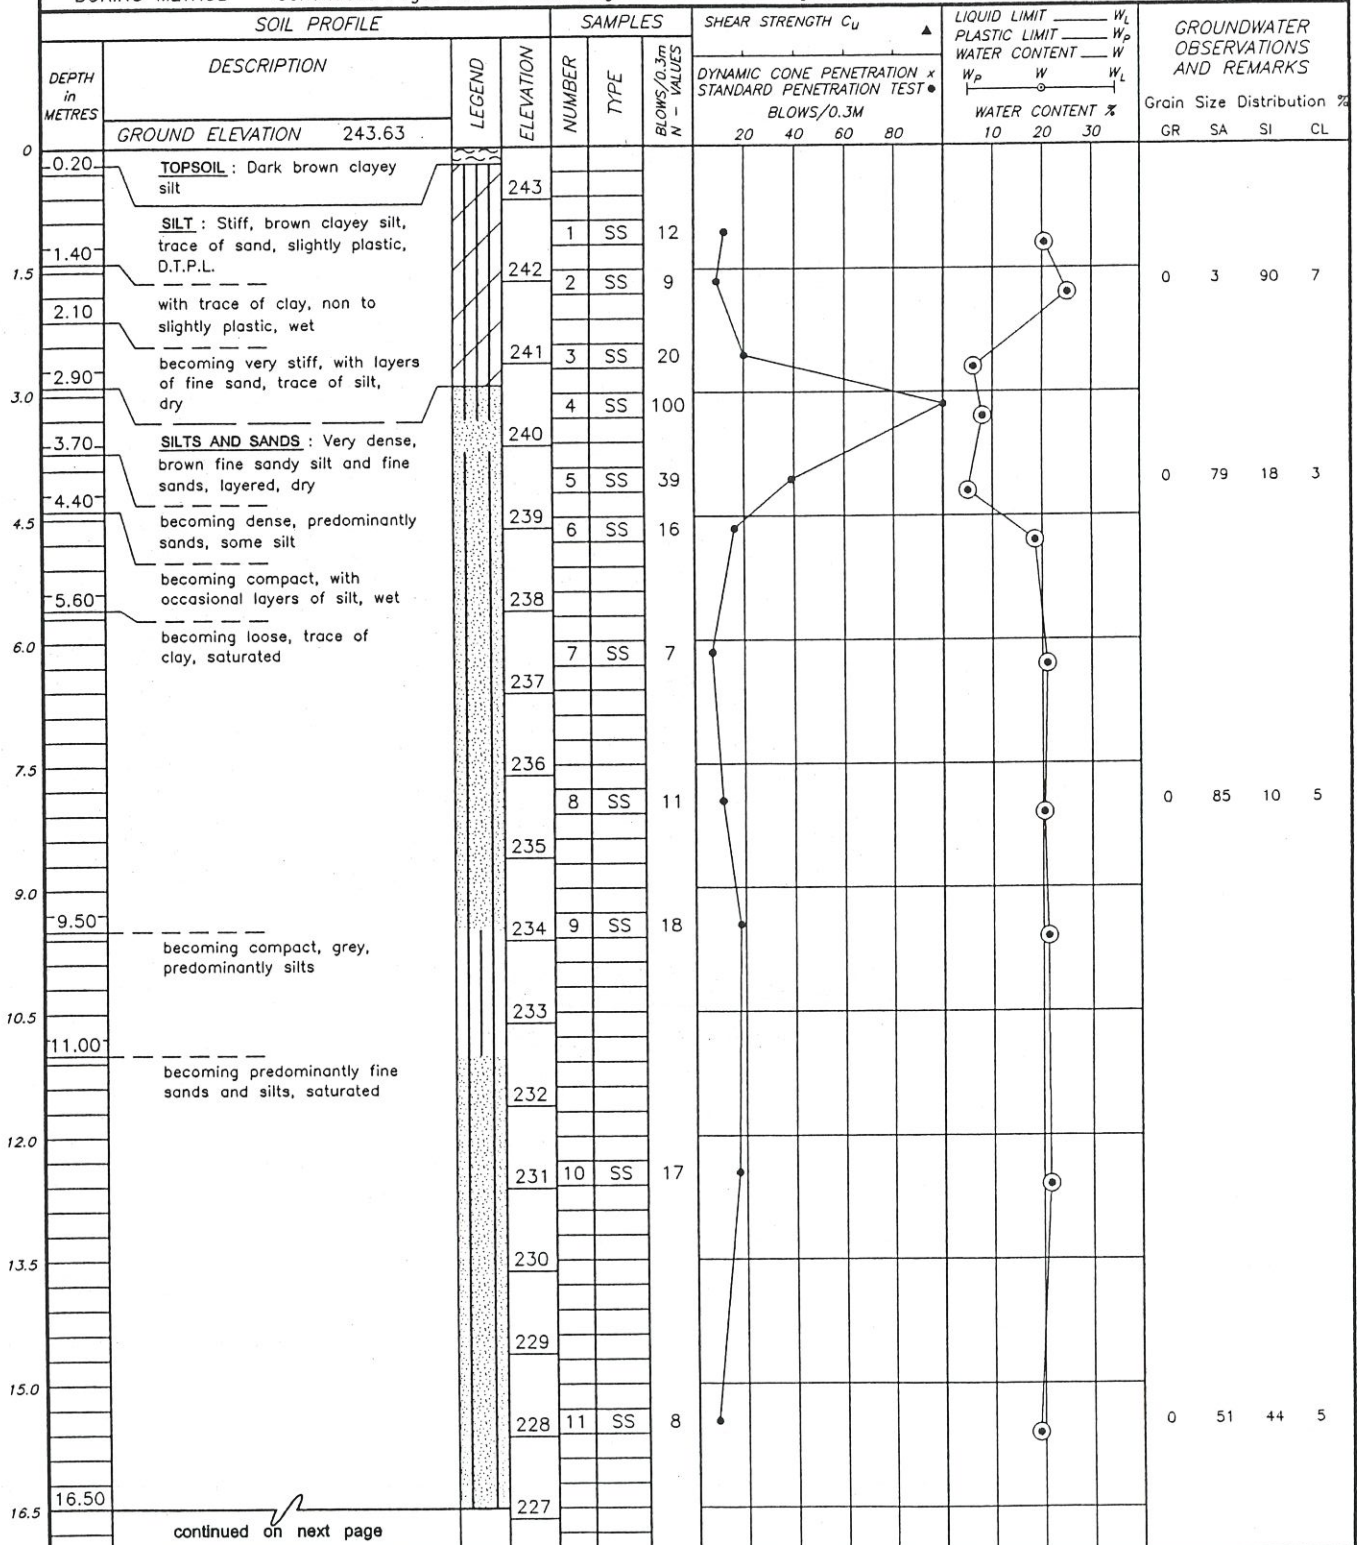 SOIL PROFILE
SAMPLES
SHEAR STRENGTH Cu ▲
LIQUID LIMIT ______ WL
PLASTIC LIMIT ______ WP
WATER CONTENT ___ W
WP W WL
WATER CONTENT %
10 20 30
GROUNDWATER
OBSERVATIONS
AND REMARKS
Grain Size Distribution %
GR SA SI CL
DEPTH
in
METRES
DESCRIPTION
GROUND ELEVATION 243.63
LEGEND
ELEVATION
NUMBER
TYPE
BLOWS/0.3m
N - VALUES
DYNAMIC CONE PENETRATION x
STANDARD PENETRATION TEST ●
BLOWS/0.3M
20 40 60 80
0
0.20
TOPSOIL : Dark brown clayey
silt
243
SILT : Stiff, brown clayey silt,
trace of sand, slightly plastic,
D.T.P.L.
1 SS 12
1.40
1.5
242
2 SS 9
0 3 90 7
with trace of clay, non to
slightly plastic, wet
2.10
becoming very stiff, with layers
of fine sand, trace of silt,
dry
241
3 SS 20
2.90
3.0
4 SS 100
240
3.70
SILTS AND SANDS : Very dense,
brown fine sandy silt and fine
sands, layered, dry
5 SS 39
0 79 18 3
4.40
4.5
239
becoming dense, predominantly
sands, some silt
6 SS 16
becoming compact, with
occasional layers of silt, wet
238
5.60
becoming loose, trace of
clay, saturated
6.0
7 SS 7
237
236
7.5
8 SS 11
0 85 10 5
235
9.0
9.50
234
9 SS 18
becoming compact, grey,
predominantly silts
233
10.5
11.00
becoming predominantly fine
sands and silts, saturated
232
12.0
231
10 SS 17
230
13.5
229
15.0
228
11 SS 8
0 51 44 5
16.50
16.5
227
continued on next page